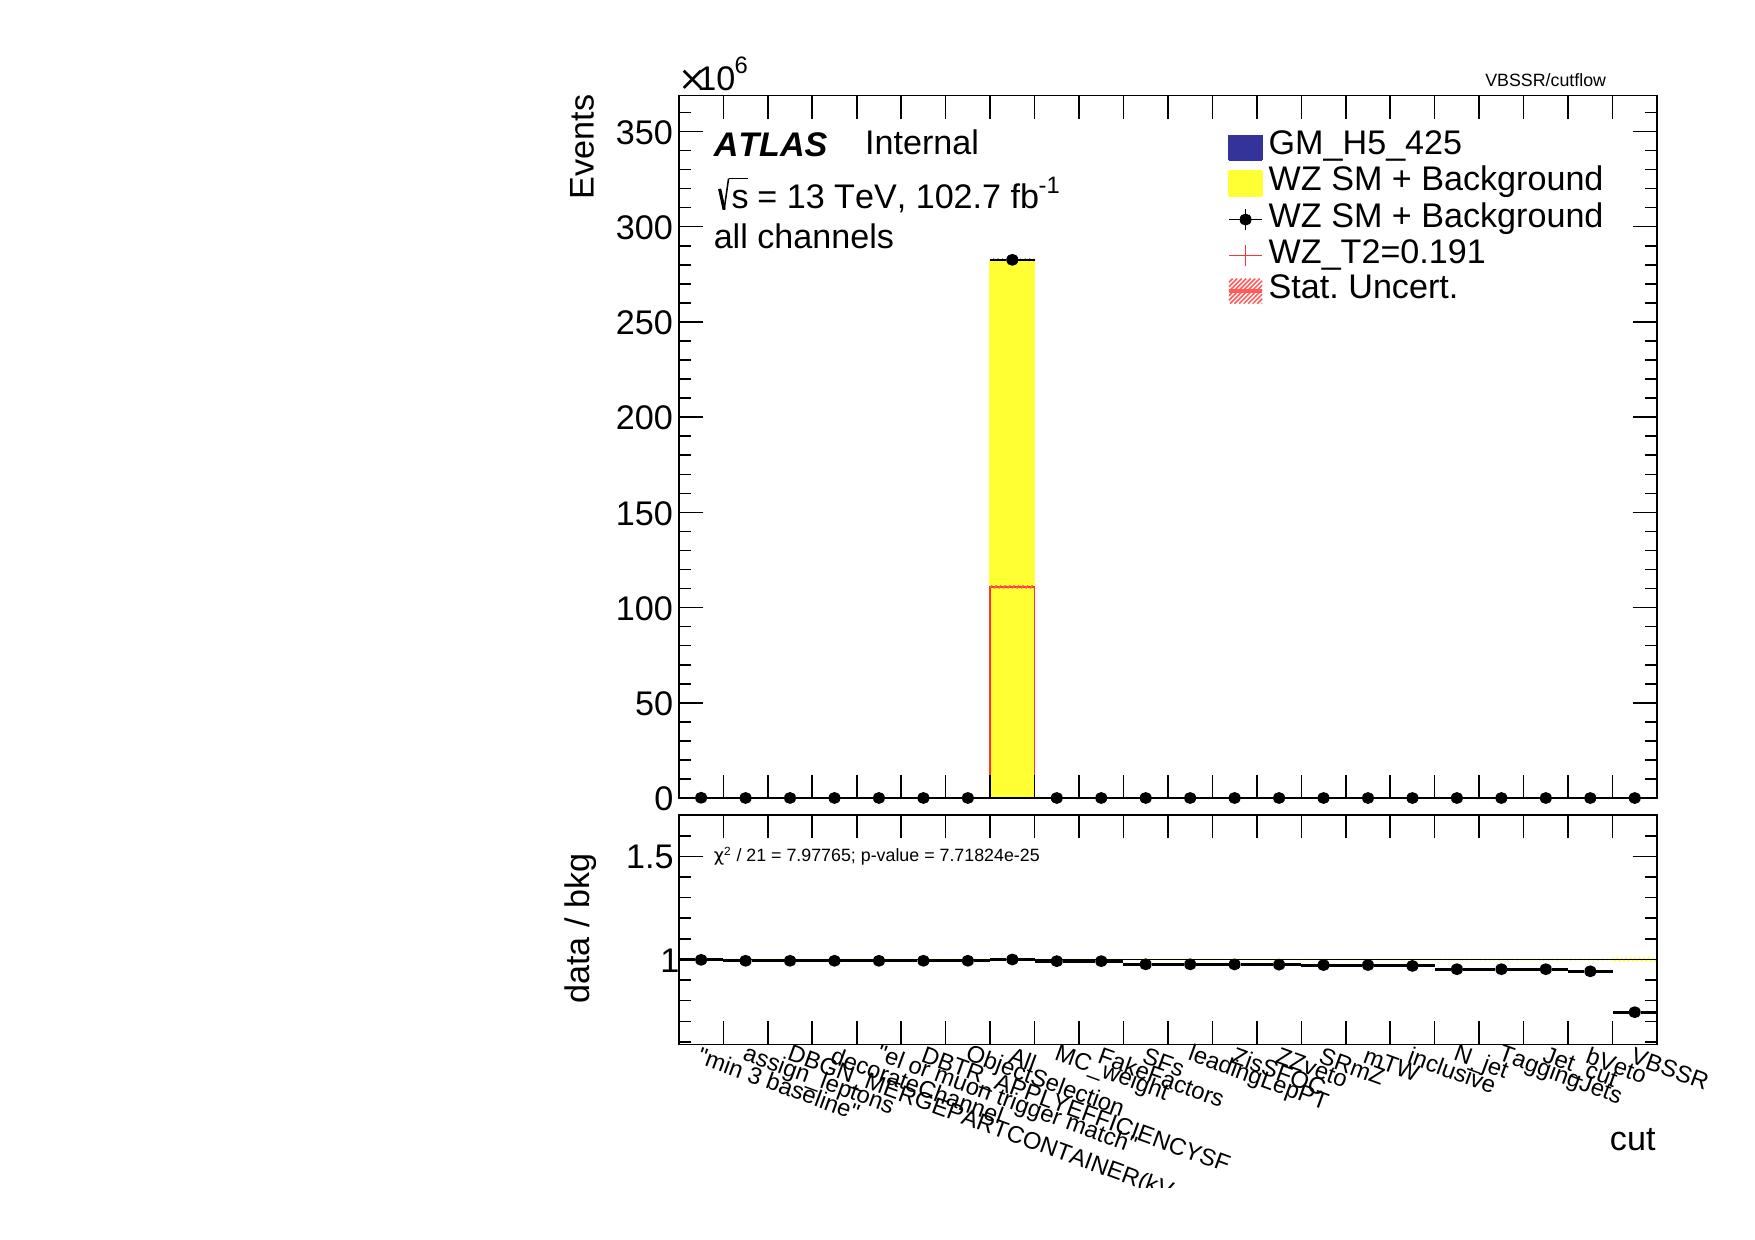 ×10⁶
VBSSR/cutflow
Events
350
300
250
200
150
100
50
0
ATLAS Internal
√s = 13 TeV, 102.7 fb⁻¹
all channels
GM_H5_425
WZ SM + Background
WZ SM + Background
WZ_T2=0.191
Stat. Uncert.
data / bkg
1.5
1
χ² / 21 = 7.97765; p-value = 7.71824e-25
"min 3 baseline"
assign_leptons
DBGN_MERGEPARTCONTAINER(kV
decorateChannel
"el or muon trigger match"
DBTR_APPLYEFFICIENCYSF
ObjectSelection
All
MC_weight
FakeFactors
SFs
leadingLepPT
ZisSFOC
ZZveto
SRmZ
mTW
inclusive
N_jet
TaggingJets
Jet_cut
bVeto
VBSSR
cut